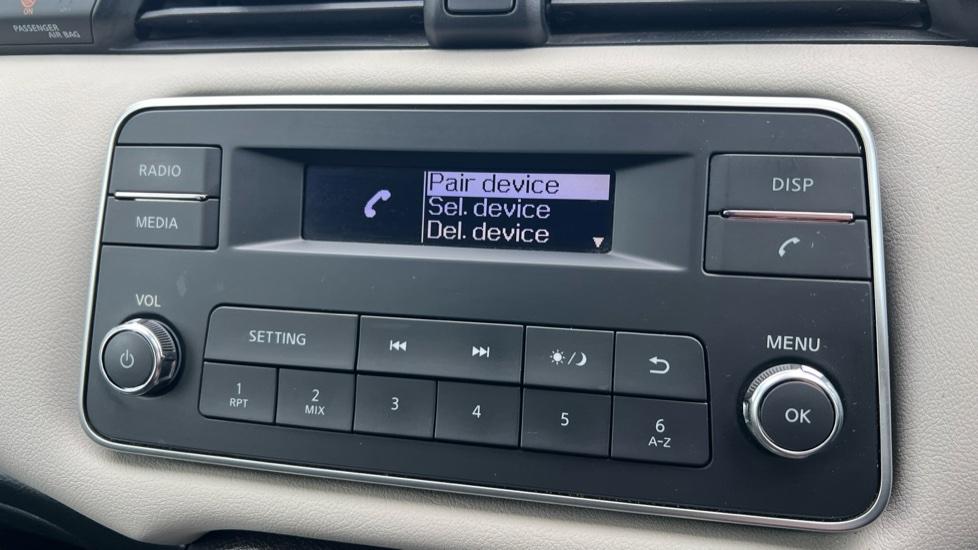 ON
PASSENGER
AIR BAG
RADIO
MEDIA
Pair device
Sel. device
Del. device
DISP
VOL
SETTING
MENU
OK
1
RPT
2
MIX
3
4
5
6
A-Z